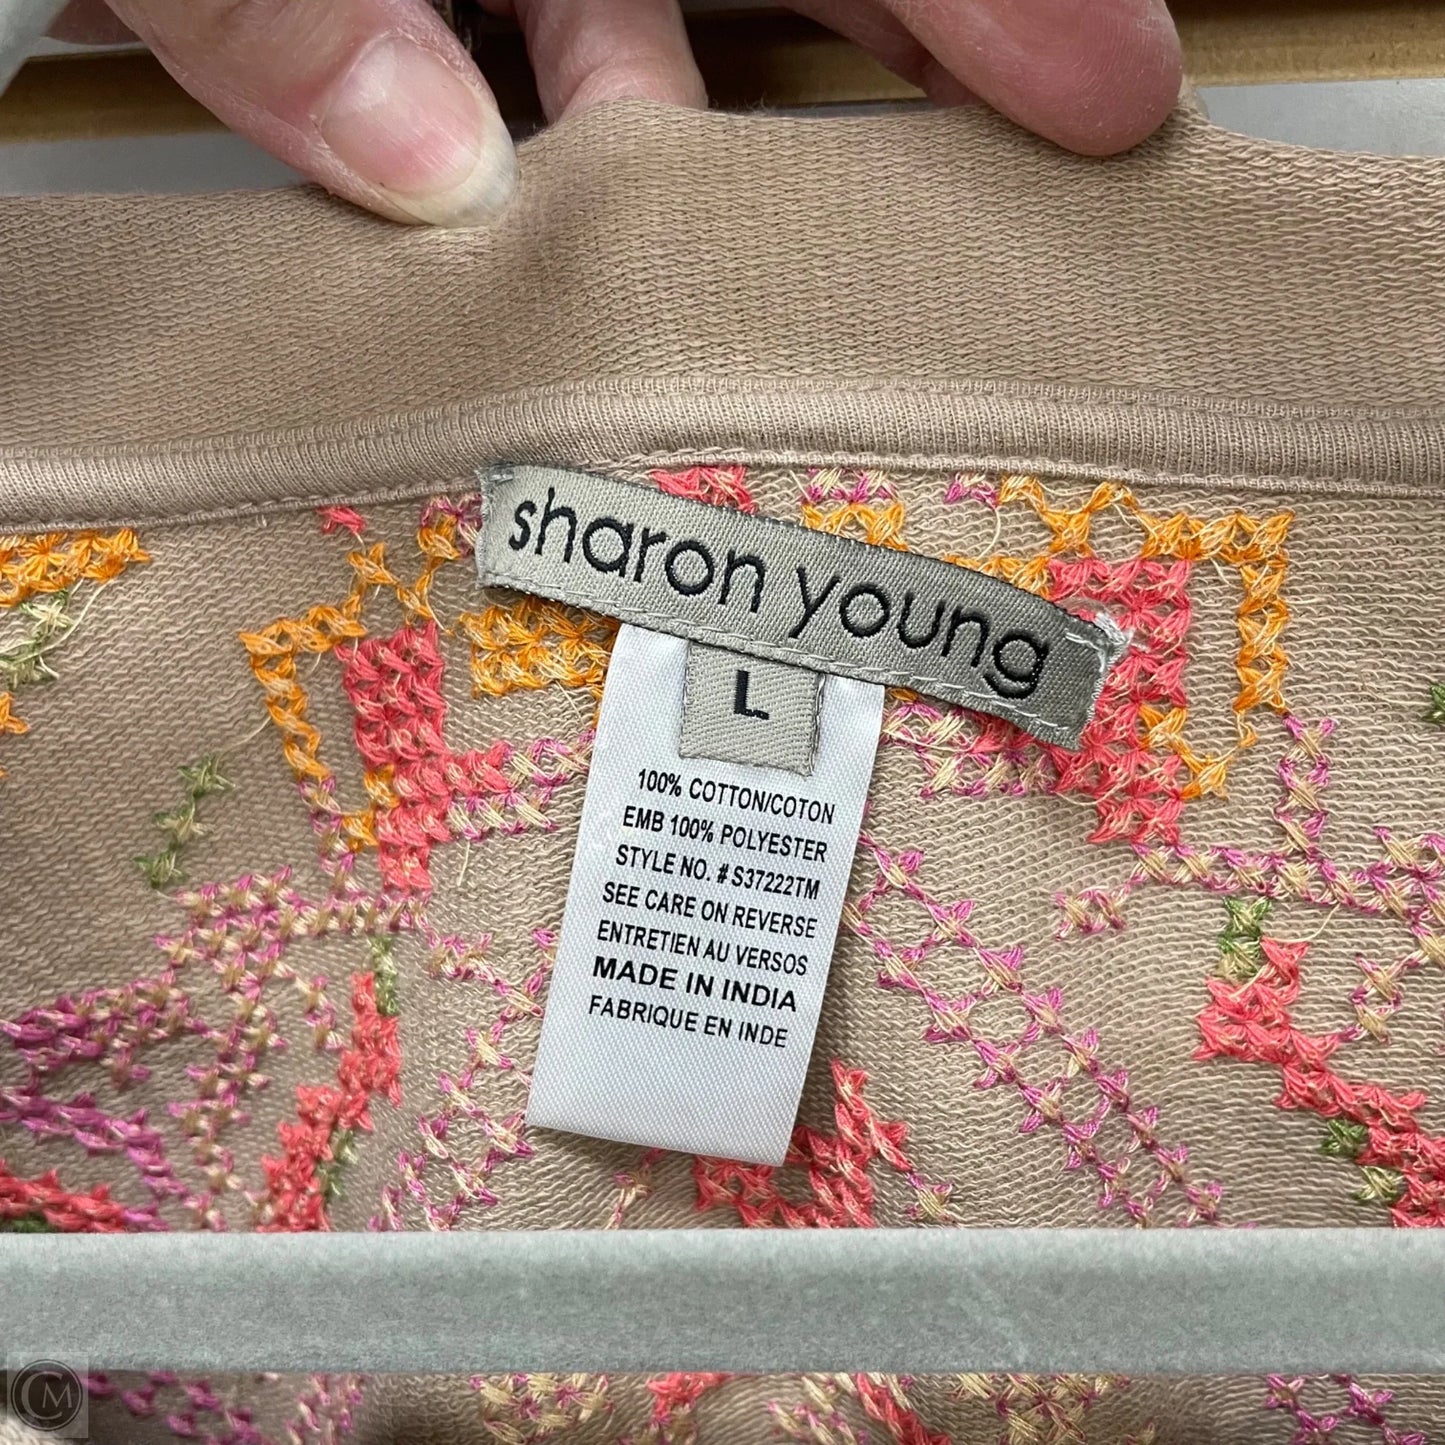 sharon young
L
100% COTTON/COTON
EMB 100% POLYESTER
STYLE NO. # S37222TM
SEE CARE ON REVERSE
ENTRETIEN AU VERSOS
MADE IN INDIA
FABRIQUE EN INDE
CM